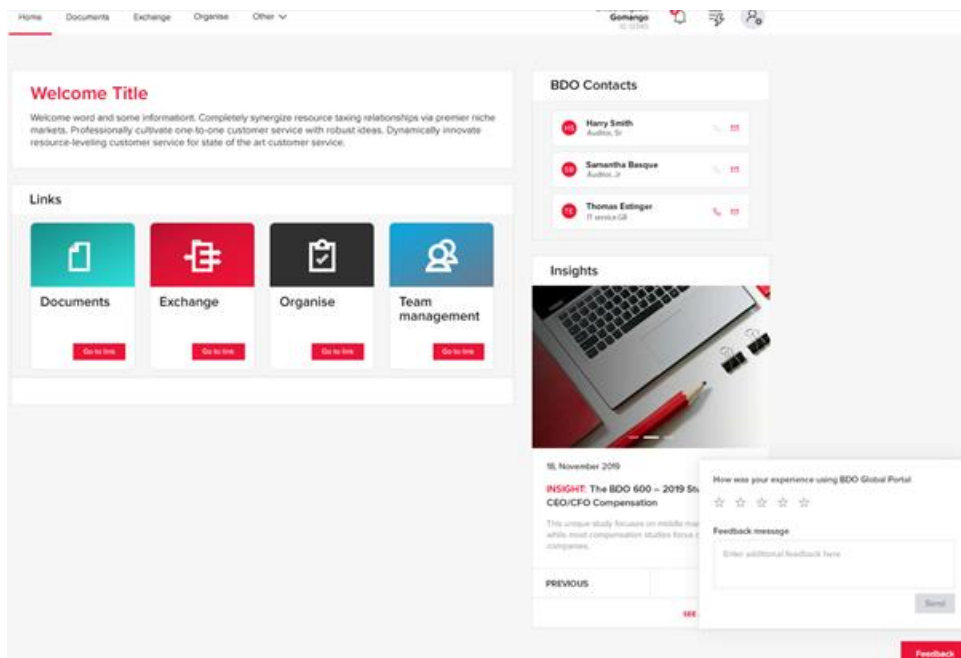 Home Documents Exchange Organise Other
Gomango
Welcome Title
Welcome word and some information!. Completely synergize resource taxing relationships via premier niche
markets. Professionally cultivate one-to-one customer service with robust ideas. Dynamically innovate
resource-leveling customer service for state of the art customer service.
Links
Documents
Go to link
Exchange
Go to link
Organise
Go to link
Team
management
Go to link
BDO Contacts
HS
Harry Smith
Auditor, Sr
SB
Samantha Basque
Auditor, Jr
TE
Thomas Estinger
IT service GB
Insights
18, November 2019
INSIGHT: The BDO 600 – 2019
CEO/CFO Compensation
This unique study focuses on middle
while most compensation studies focus
companies.
PREVIOUS
SEE
How was your experience using BDO Global Portal
Feedback message
Enter additional feedback here
Send
Feedback